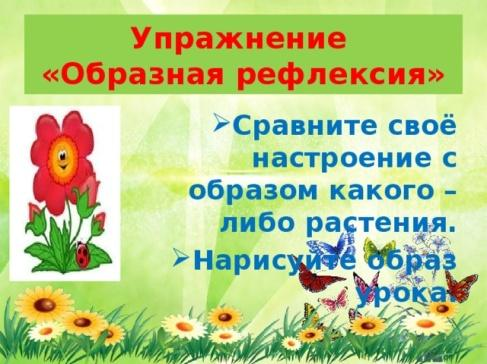 Упражнение
«Образная рефлексия»
Сравните своё
настроение с
образом какого –
либо растения.
Нарисуйте образ
урока.